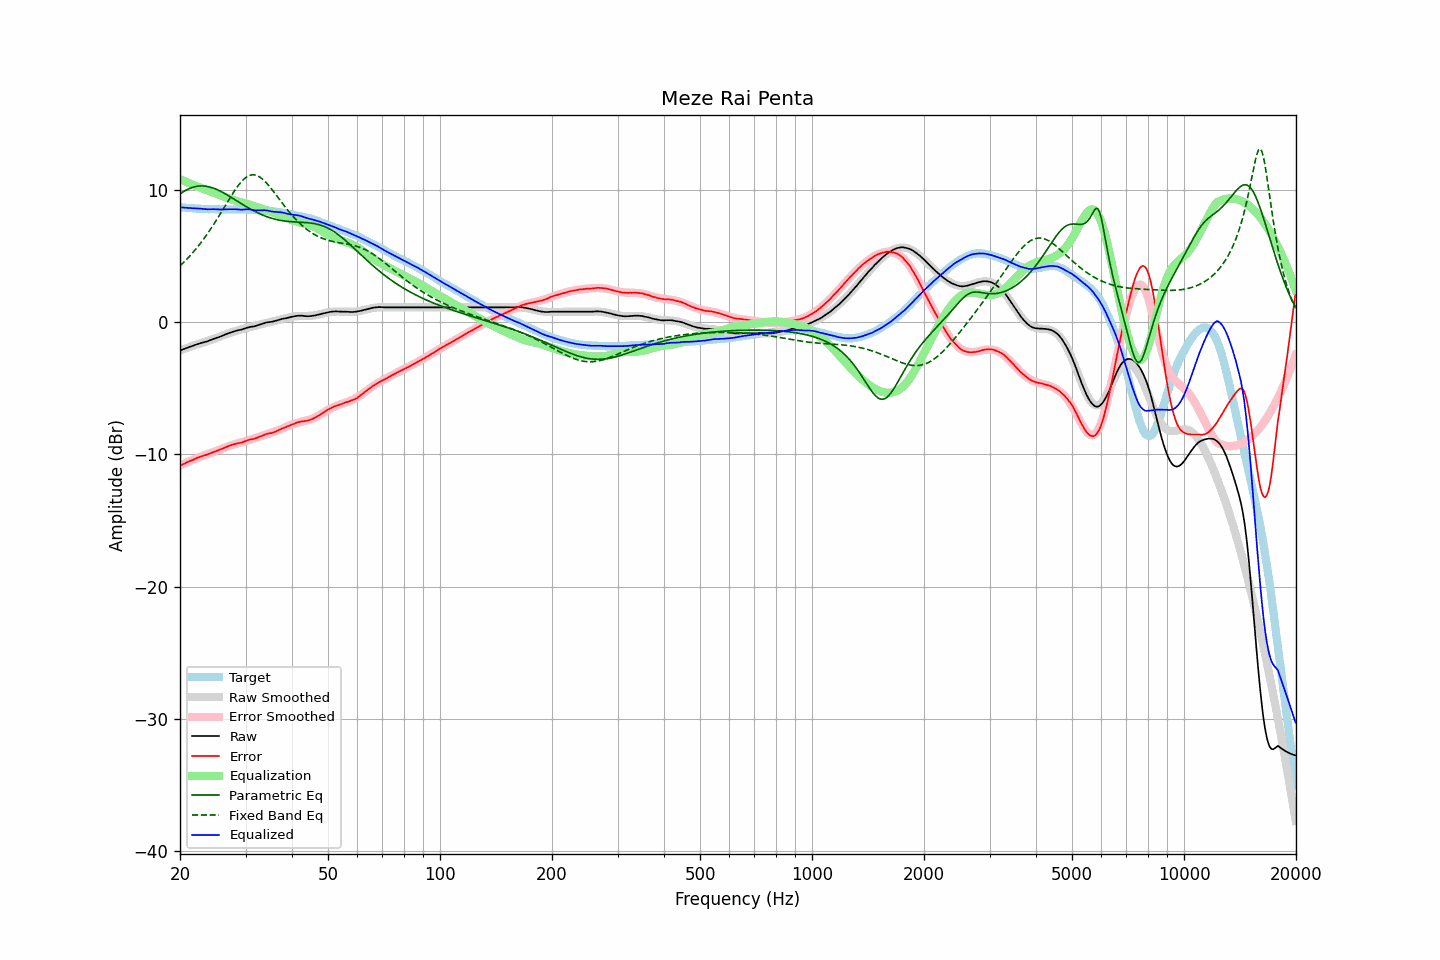 Meze Rai Penta
Amplitude (dBr)
10
0
−10
−20
−30
−40
Target
Raw Smoothed
Error Smoothed
Raw
Error
Equalization
Parametric Eq
Fixed Band Eq
Equalized
20 50 100 200 500 1000 2000 5000 10000 20000
Frequency (Hz)